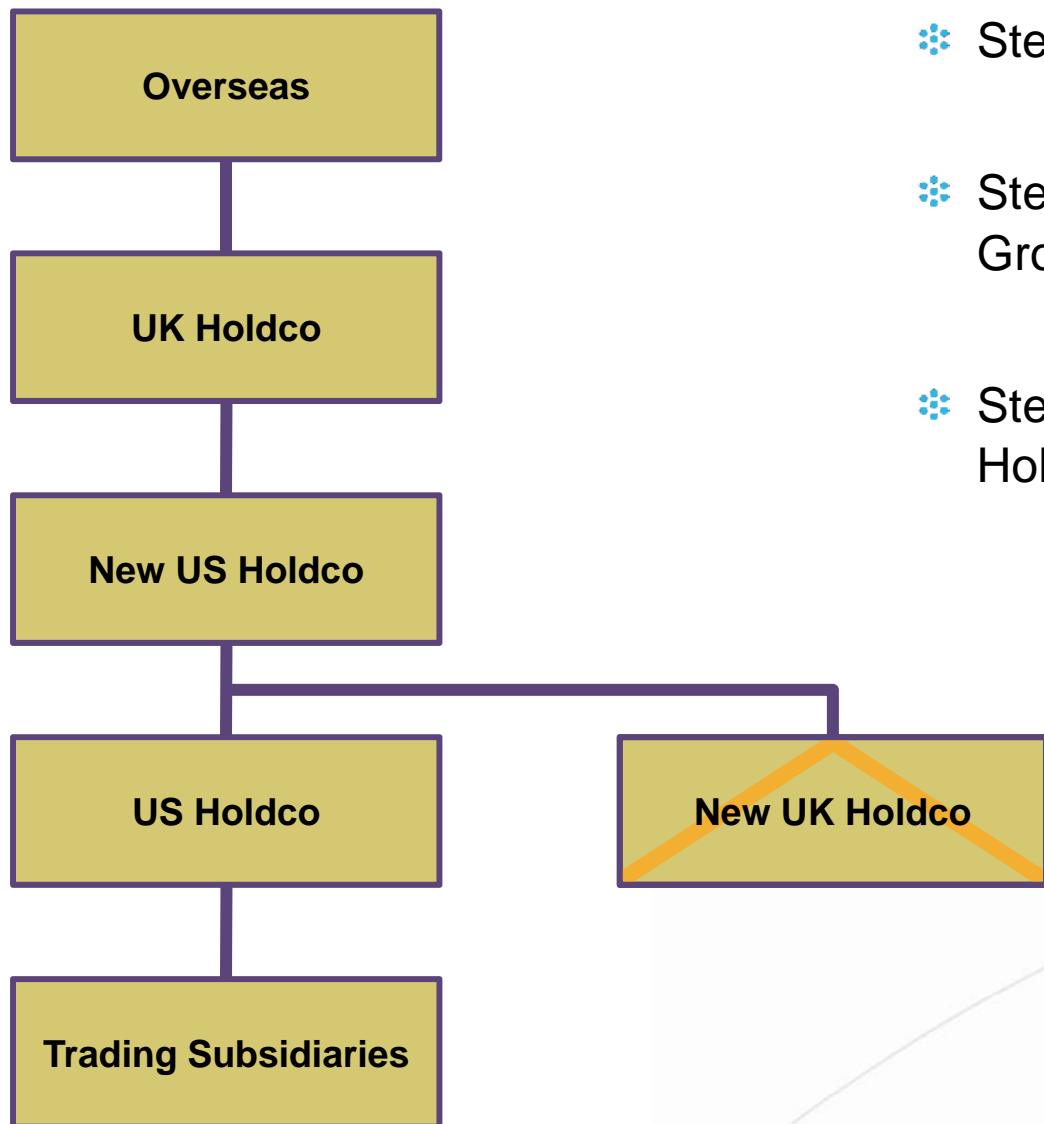 Overseas
UK Holdco
New US Holdco
US Holdco
New UK Holdco
Trading Subsidiaries